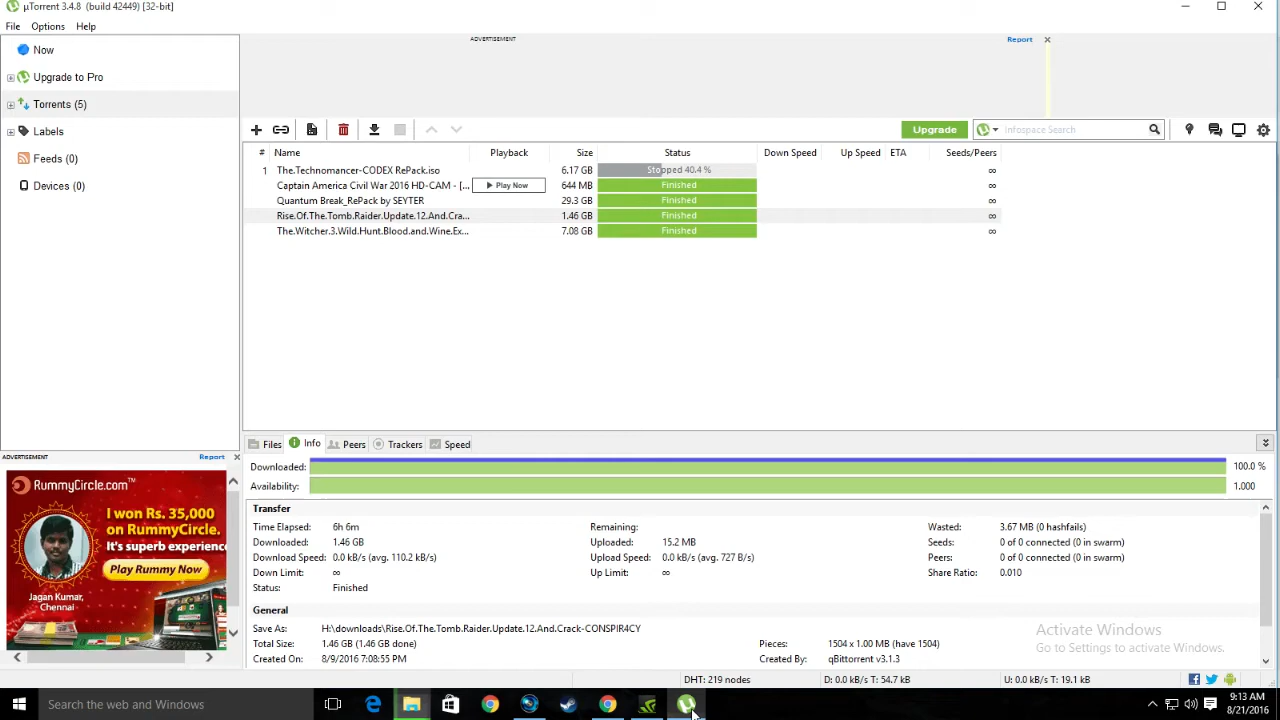 µTorrent 3.4.8 (build 42449) [32-bit]
File Options Help
Now
Upgrade to Pro
Torrents (5)
Labels
Feeds (0)
Devices (0)
ADVERTISEMENT Report
Upgrade Infospace Search
# Name Playback Size Status Down Speed Up Speed ETA Seeds/Peers
1 The.Technomancer-CODEX RePack.iso 6.17 GB Stopped 40.4 % ∞
Captain America Civil War 2016 HD-CAM - [... Play Now 644 MB Finished ∞
Quantum Break_RePack by SEYTER 29.3 GB Finished ∞
Rise.Of.The.Tomb.Raider.Update.12.And.Cra... 1.46 GB Finished ∞
The.Witcher.3.Wild.Hunt.Blood.and.Wine.Ex... 7.08 GB Finished ∞
Files Info Peers Trackers Speed
Downloaded: 100.0 %
Availability: 1.000
Transfer
Time Elapsed: 6h 6m Remaining: Wasted: 3.67 MB (0 hashfails)
Downloaded: 1.46 GB Uploaded: 15.2 MB Seeds: 0 of 0 connected (0 in swarm)
Download Speed: 0.0 kB/s (avg. 110.2 kB/s) Upload Speed: 0.0 kB/s (avg. 727 B/s) Peers: 0 of 0 connected (0 in swarm)
Down Limit: ∞ Up Limit: ∞ Share Ratio: 0.010
Status: Finished
General
Save As: H:\downloads\Rise.Of.The.Tomb.Raider.Update.12.And.Crack-CONSPIR4CY
Total Size: 1.46 GB (1.46 GB done) Pieces: 1504 x 1.00 MB (have 1504)
Created On: 8/9/2016 7:08:55 PM Created By: qBittorrent v3.1.3
ADVERTISEMENT Report
RummyCircle.com™
I won Rs. 35,000
on RummyCircle.
It's superb experience
Play Rummy Now
Jagan Kumar,
Chennai
Activate Windows
Go to Settings to activate Windows.
DHT: 219 nodes D: 0.0 kB/s T: 54.7 kB U: 0.0 kB/s T: 19.1 kB
Search the web and Windows
9:13 AM
8/21/2016